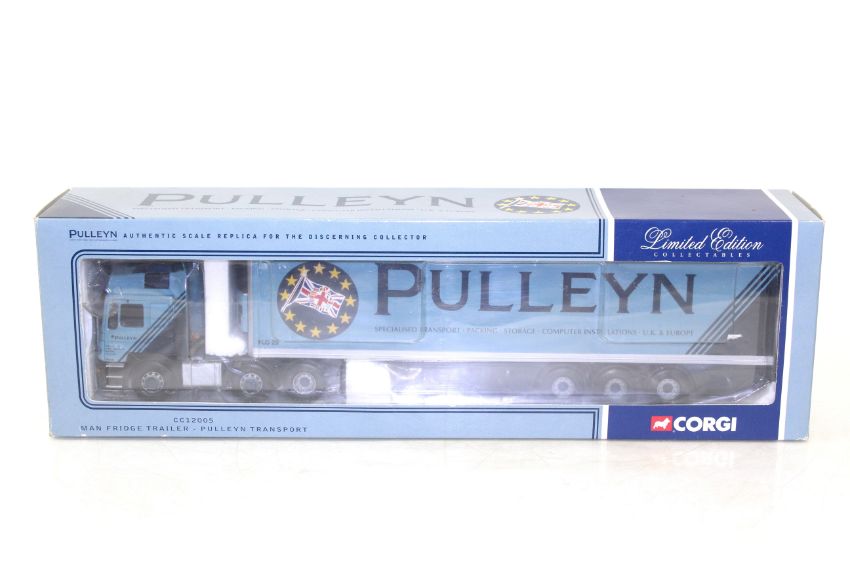 PULLEYN
PULLEYN AUTHENTIC SCALE REPLICA FOR THE DISCERNING COLLECTOR
Limited Edition
COLLECTABLES
PULLEYN
SPECIALISED TRANSPORT · PACKING · STORAGE · COMPUTER INSTALLATIONS · U.K. & EUROPE
PULLEYN
CC12005
MAN FRIDGE TRAILER - PULLEYN TRANSPORT
CORGI